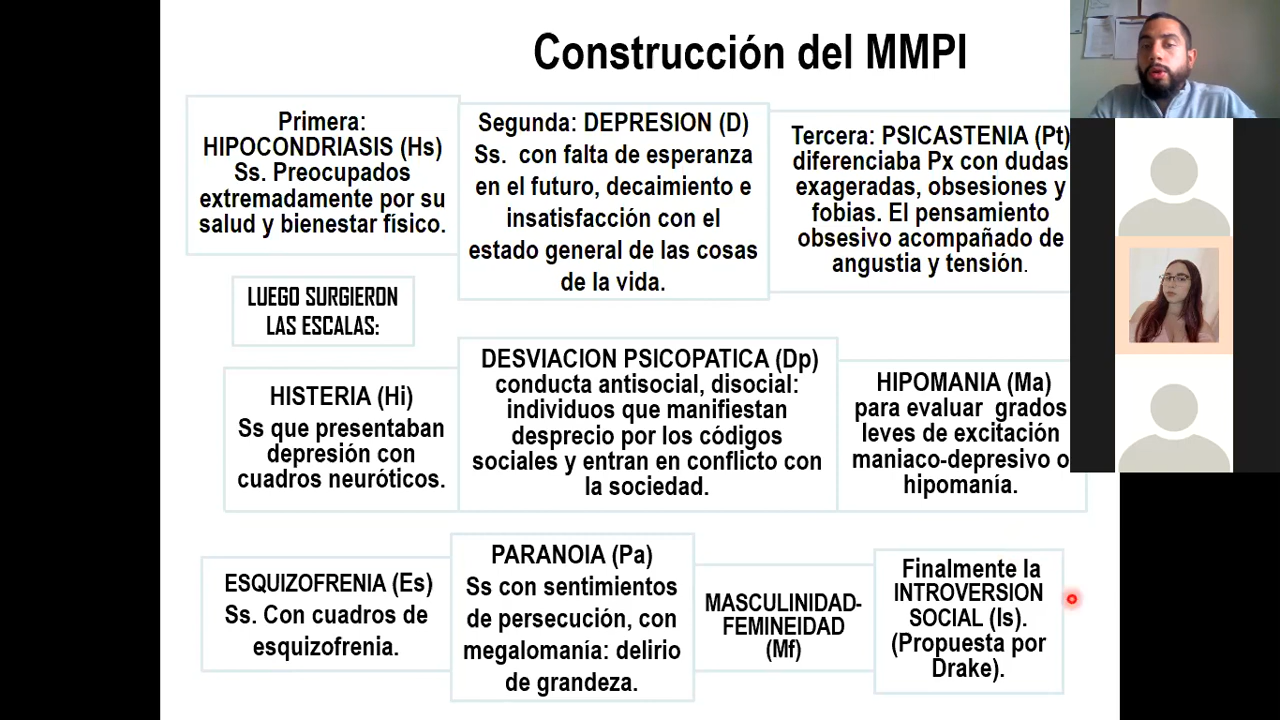 Construcción del MMPI
Primera:
HIPOCONDRIASIS (Hs)
Ss. Preocupados
extremadamente por su
salud y bienestar físico.
Segunda: DEPRESION (D)
Ss. con falta de esperanza
en el futuro, decaimiento e
insatisfacción con el
estado general de las cosas
de la vida.
Tercera: PSICASTENIA (Pt)
diferenciaba Px con dudas
exageradas, obsesiones y
fobias. El pensamiento
obsesivo acompañado de
angustia y tensión.
LUEGO SURGIERON
LAS ESCALAS:
HISTERIA (Hi)
Ss que presentaban
depresión con
cuadros neuróticos.
DESVIACION PSICOPATICA (Dp)
conducta antisocial, disocial:
individuos que manifiestan
desprecio por los códigos
sociales y entran en conflicto con
la sociedad.
HIPOMANIA (Ma)
para evaluar grados
leves de excitación
maniaco-depresivo o
hipomanía.
ESQUIZOFRENIA (Es)
Ss. Con cuadros de
esquizofrenia.
PARANOIA (Pa)
Ss con sentimientos
de persecución, con
megalomanía: delirio
de grandeza.
MASCULINIDAD-
FEMINEIDAD
(Mf)
Finalmente la
INTROVERSION
SOCIAL (Is).
(Propuesta por
Drake).